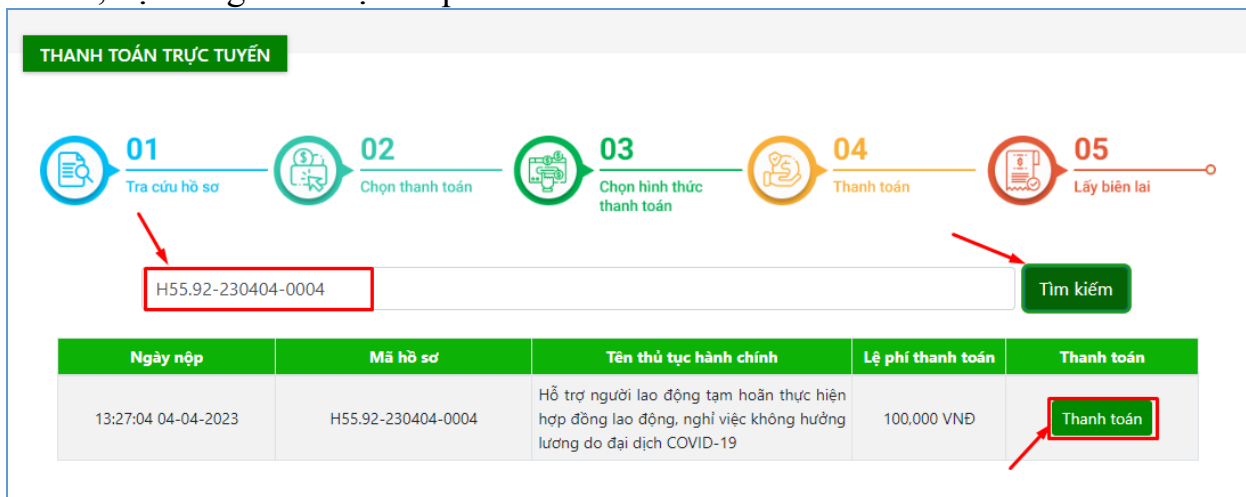 THANH TOÁN TRỰC TUYẾN
01
Tra cứu hồ sơ
02
Chọn thanh toán
03
Chọn hình thức
thanh toán
04
Thanh toán
05
Lấy biên lai
H55.92-230404-0004
Tìm kiếm
Ngày nộp Mã hồ sơ Tên thủ tục hành chính Lệ phí thanh toán Thanh toán
13:27:04 04-04-2023 H55.92-230404-0004 Hỗ trợ người lao động tạm hoãn thực hiện
hợp đồng lao động, nghỉ việc không hưởng
lương do đại dịch COVID-19
100,000 VNĐ Thanh toán